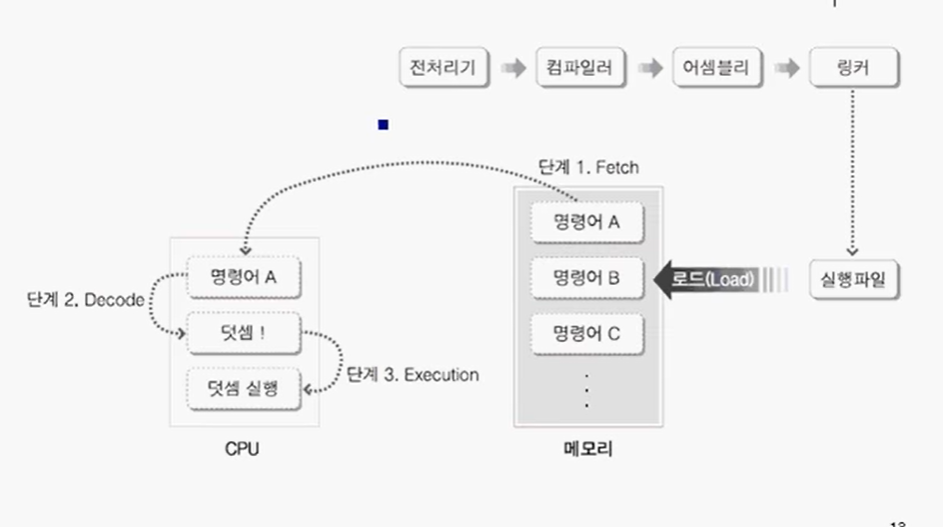 전처리기
컴파일러
어셈블리
링커
단계 1. Fetch
명령어 A
명령어 B
명령어 C
로드(Load)
실행파일
명령어 A
단계 2. Decode
덧셈 !
단계 3. Execution
덧셈 실행
CPU
메모리